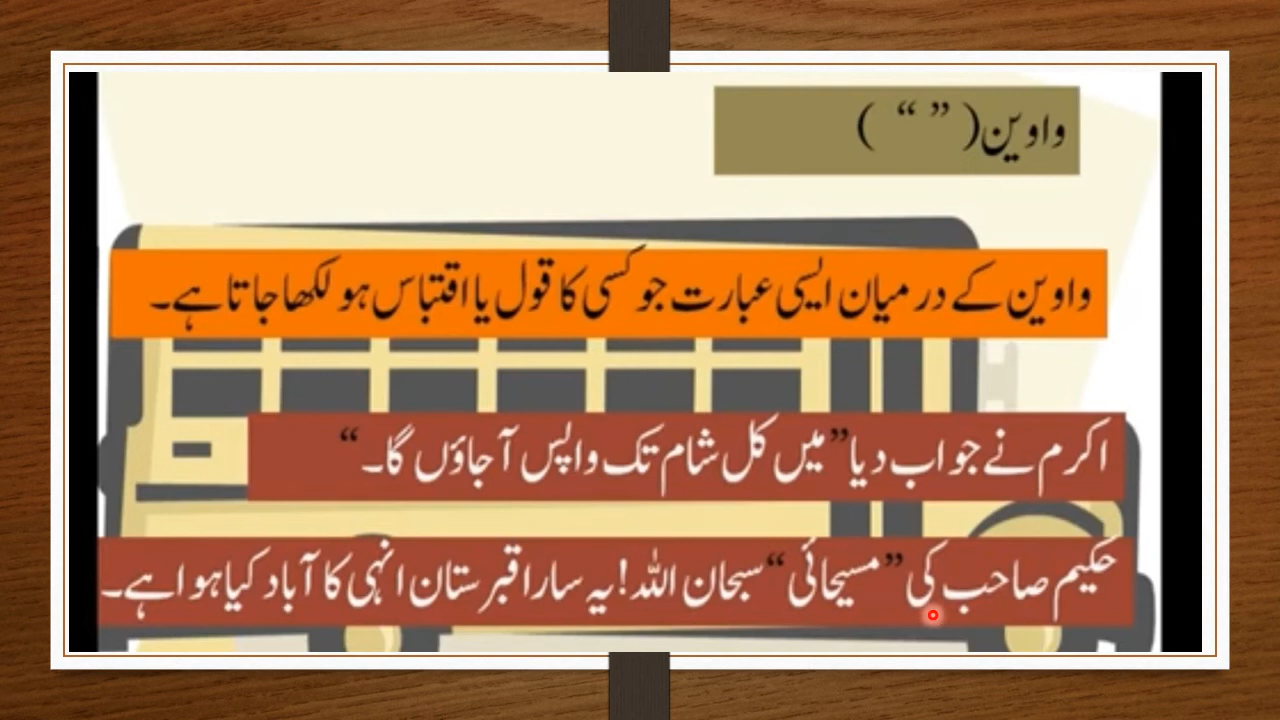 واوین( ” “ )
واوین کے درمیان ایسی عبارت جو کسی کا قول یا اقتباس ہو لکھا جاتا ہے۔
اکرم نے جواب دیا ”میں کل شام تک واپس آ جاؤں گا۔ “
حکیم صاحب کی ”مسیحائی“ سبحان اللہ! یہ سارا قبرستان انہی کا آباد کیا ہوا ہے۔